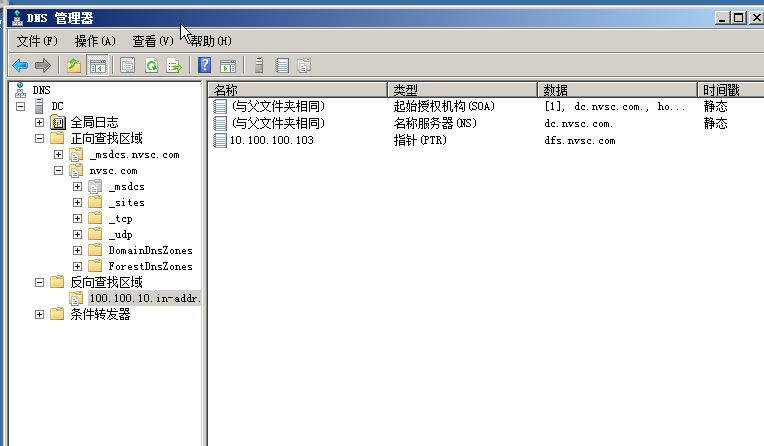 DNS 管理器
文件(F) 操作(A) 查看(V) 帮助(H)
DNS
DC
全局日志
正向查找区域
_msdcs.nvsc.com
nvsc.com
_msdcs
_sites
_tcp
_udp
DomainDnsZones
ForestDnsZones
反向查找区域
100.100.10.in-addr.
条件转发器
名称 类型 数据 时间戳
(与父文件夹相同) 起始授权机构(SOA) [1], dc.nvsc.com., ho... 静态
(与父文件夹相同) 名称服务器(NS) dc.nvsc.com. 静态
10.100.100.103 指针(PTR) dfs.nvsc.com